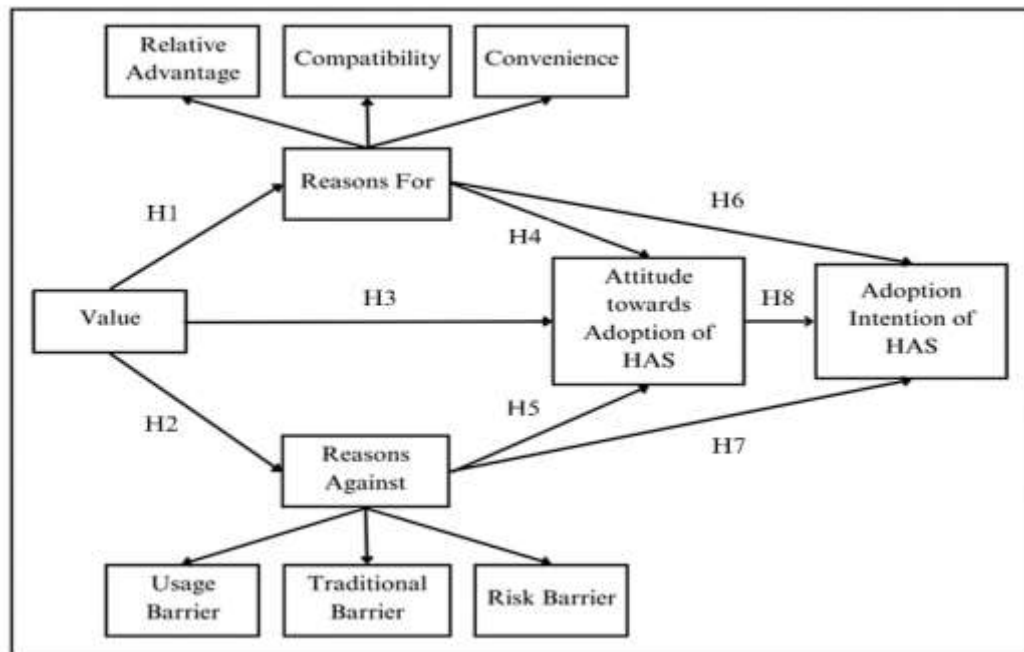 Relative
Advantage
Compatibility
Convenience
Reasons For
H1
H6
H4
Value
H3
Attitude
towards
Adoption of
HAS
H8
Adoption
Intention of
HAS
H2
H5
H7
Reasons
Against
Usage
Barrier
Traditional
Barrier
Risk Barrier